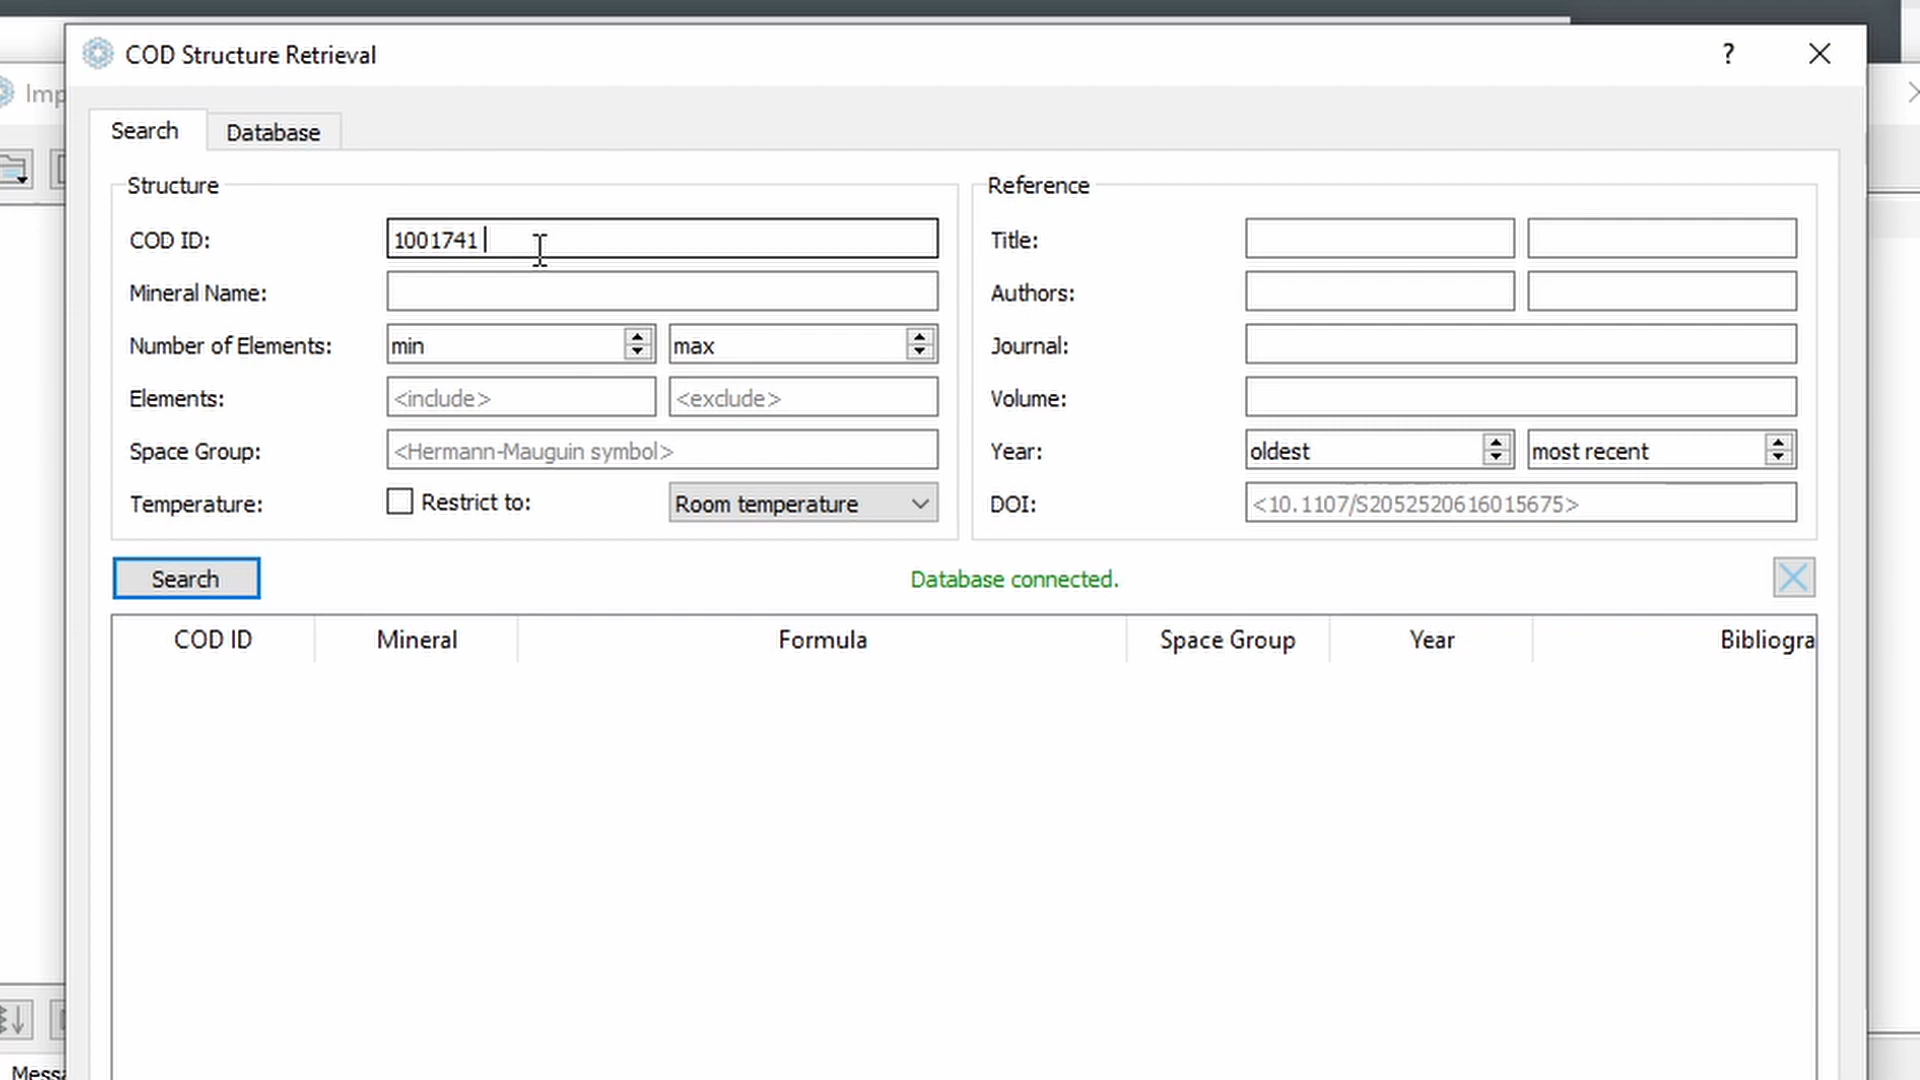 COD Structure Retrieval
?
Imp
Search Database
Structure
COD ID: 1001741
Mineral Name:
Number of Elements: min max
Elements: <include> <exclude>
Space Group: <Hermann-Mauguin symbol>
Temperature: Restrict to: Room temperature
Reference
Title:
Authors:
Journal:
Volume:
Year: oldest most recent
DOI: <10.1107/S2052520616015675>
Search Database connected.
COD ID Mineral Formula Space Group Year Bibliogra
Messa